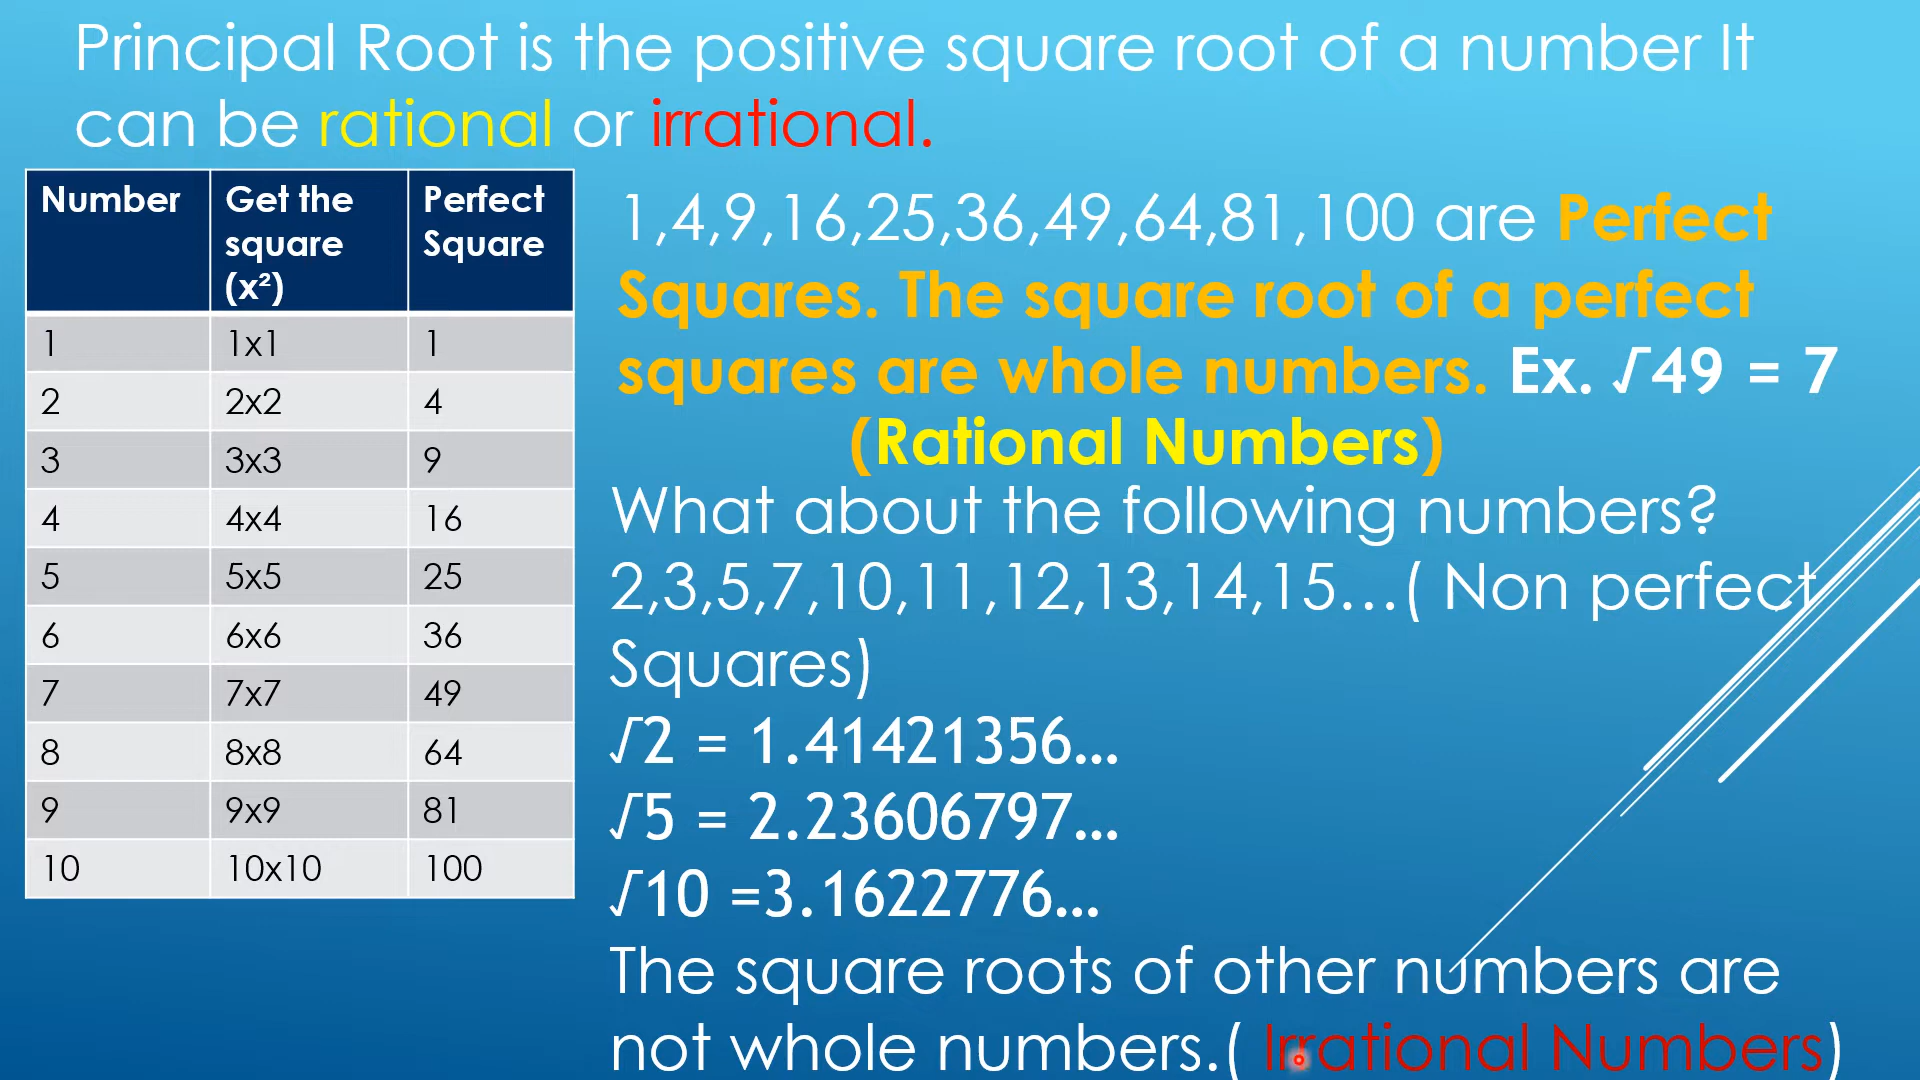 Principal Root is the positive square root of a number It
can be rational or irrational.
Number Get the square (x²) Perfect Square
1 1x1 1
2 2x2 4
3 3x3 9
4 4x4 16
5 5x5 25
6 6x6 36
7 7x7 49
8 8x8 64
9 9x9 81
10 10x10 100
1,4,9,16,25,36,49,64,81,100 are Perfect
Squares. The square root of a perfect
squares are whole numbers. Ex. √49 = 7
(Rational Numbers)
What about the following numbers?
2,3,5,7,10,11,12,13,14,15...( Non perfect
Squares)
√2 = 1.41421356...
√5 = 2.23606797...
√10 =3.1622776...
The square roots of other numbers are
not whole numbers.( Irrational Numbers)